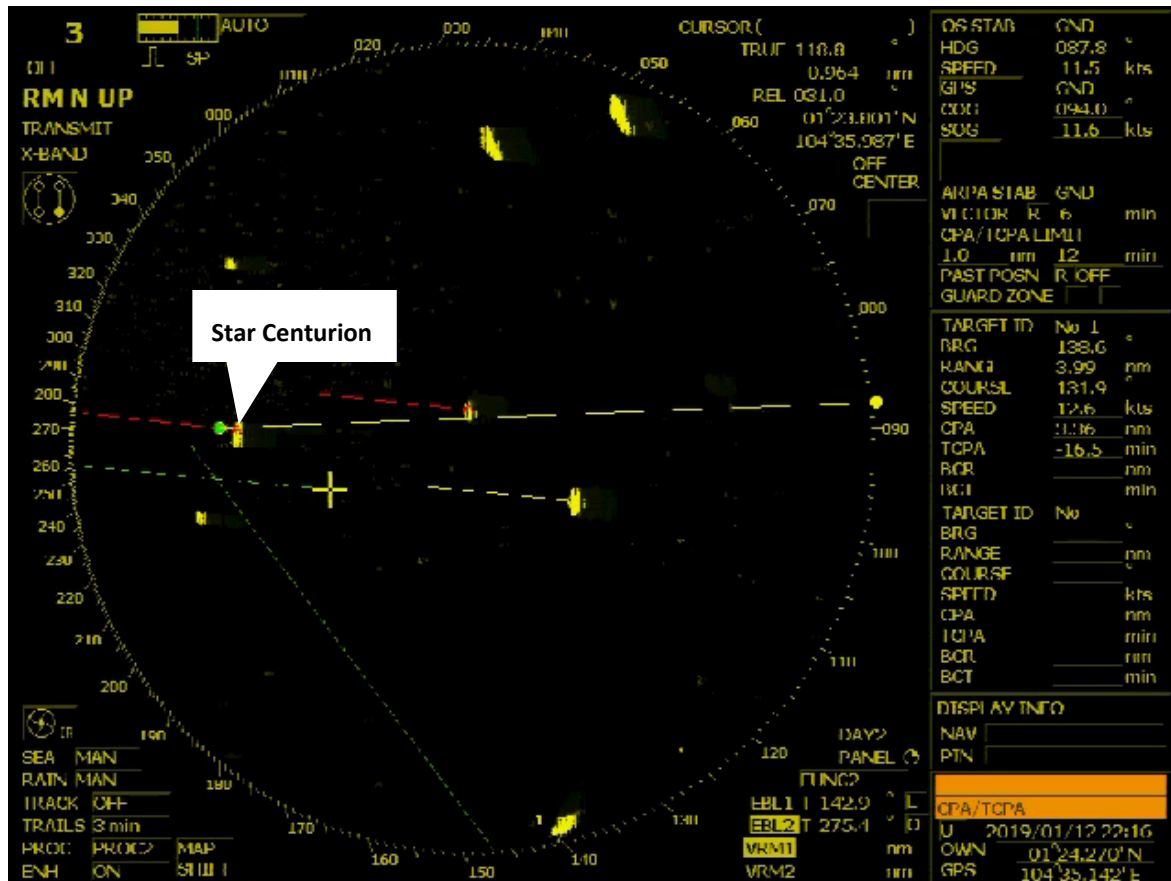 3
AUTO
SP
RM N UP
TRANSMIT
X-BAND
CURSOR ( )
TRUE 118.8 °
0.964 nm
REL 031.0 °
01°23.801' N
104°35.987' E
OFF
CENTER
000
010
020
030
040
050
060
070
090
100
110
120
130
140
150
160
170
180
190
200
210
220
230
240
250
260
270
300
310
320
330
340
350
Star Centurion
OS STAB GND
HDG 087.8 °
SPEED 11.5 kts
GPS GND
COG 094.0 °
SOG 11.6 kts
ARPA STAB GND
VECTOR R 6 min
CPA/TCPA LIMIT
1.0 nm 12 min
PAST POSN R OFF
GUARD ZONE
TARGET ID No 1
BRG 138.6 °
RANGE 3.99 nm
COURSE 131.9 °
SPEED 12.6 kts
CPA nm
TCPA -16.5 min
BCR nm
BCT min
TARGET ID No
BRG °
RANGE nm
COURSE °
SPEED kts
CPA nm
TCPA min
BCR nm
BCT min
DISPLAY INFO
NAV
CPA/TCPA
U 2019/01/12 22:16
OWN 01°24.270' N
GPS 104°35.142' E
IR
SEA MAN
RAIN MAN
TRACK OFF
TRAILS 3 min
PROC PROC2 MAP
ENH ON SHIFT
DAY2
PANEL
FUNC2
EBL1 T 142.9 °
EBL2 T 275.4 °
VRM1 nm
VRM2 nm
1